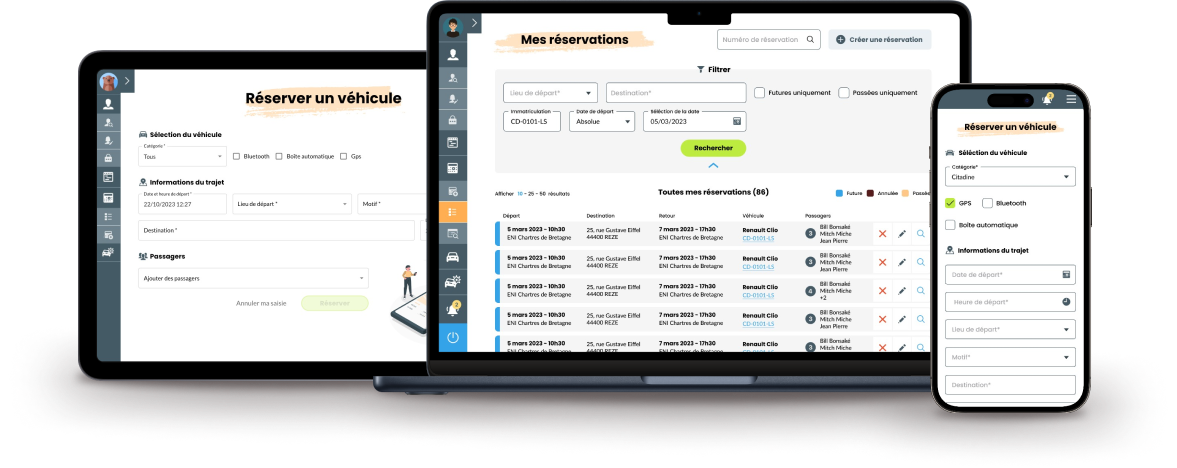 Réserver un véhicule
Sélection du véhicule
Catégorie *
Tous
Bluetooth
Boîte automatique
Gps
Informations du trajet
Date et heure de départ *
22/10/2023 12:27
Lieu de départ *
Motif *
Destination *
Passagers
Ajouter des passagers
Annuler ma saisie
Réserver
Mes réservations
Numéro de réservation
Créer une réservation
Filtrer
Lieu de départ*
Destination*
Futures uniquement
Passées uniquement
Immatriculation
CD-0101-LS
Date de départ
Absolue
Séléction de la date
05/03/2023
Rechercher
Afficher 10 - 25 - 50 résultats
Toutes mes réservations (86)
Future
Annulée
Passée
Départ Destination Retour Véhicule Passagers
5 mars 2023 - 10h30 25, rue Gustave Eiffel 7 mars 2023 - 17h30 Renault Clio 3 Bill Bonsaké
ENI Chartres de Bretagne 44400 REZE ENI Chartres de Bretagne CD-0101-LS Mitch Miche
Jean Pierre
5 mars 2023 - 10h30 25, rue Gustave Eiffel 7 mars 2023 - 17h30 Renault Clio 3 Bill Bonsaké
ENI Chartres de Bretagne 44400 REZE ENI Chartres de Bretagne CD-0101-LS Mitch Miche
Jean Pierre
5 mars 2023 - 10h30 25, rue Gustave Eiffel 7 mars 2023 - 17h30 Renault Clio 4 Bill Bonsaké
ENI Chartres de Bretagne 44400 REZE ENI Chartres de Bretagne CD-0101-LS Mitch Miche
+2
5 mars 2023 - 10h30 25, rue Gustave Eiffel 7 mars 2023 - 17h30 Renault Clio 3 Bill Bonsaké
ENI Chartres de Bretagne 44400 REZE ENI Chartres de Bretagne CD-0101-LS Mitch Miche
Jean Pierre
5 mars 2023 - 10h30 25, rue Gustave Eiffel 7 mars 2023 - 17h30 Renault Clio 3 Bill Bonsaké
ENI Chartres de Bretagne 44400 REZE ENI Chartres de Bretagne CD-0101-LS Mitch Miche
2
2
Réserver un véhicule
Séléction du véhicule
Catégorie*
Citadine
GPS
Bluetooth
Boîte automatique
Informations du trajet
Date de départ*
Heure de départ*
Lieu de départ*
Motif*
Destination*